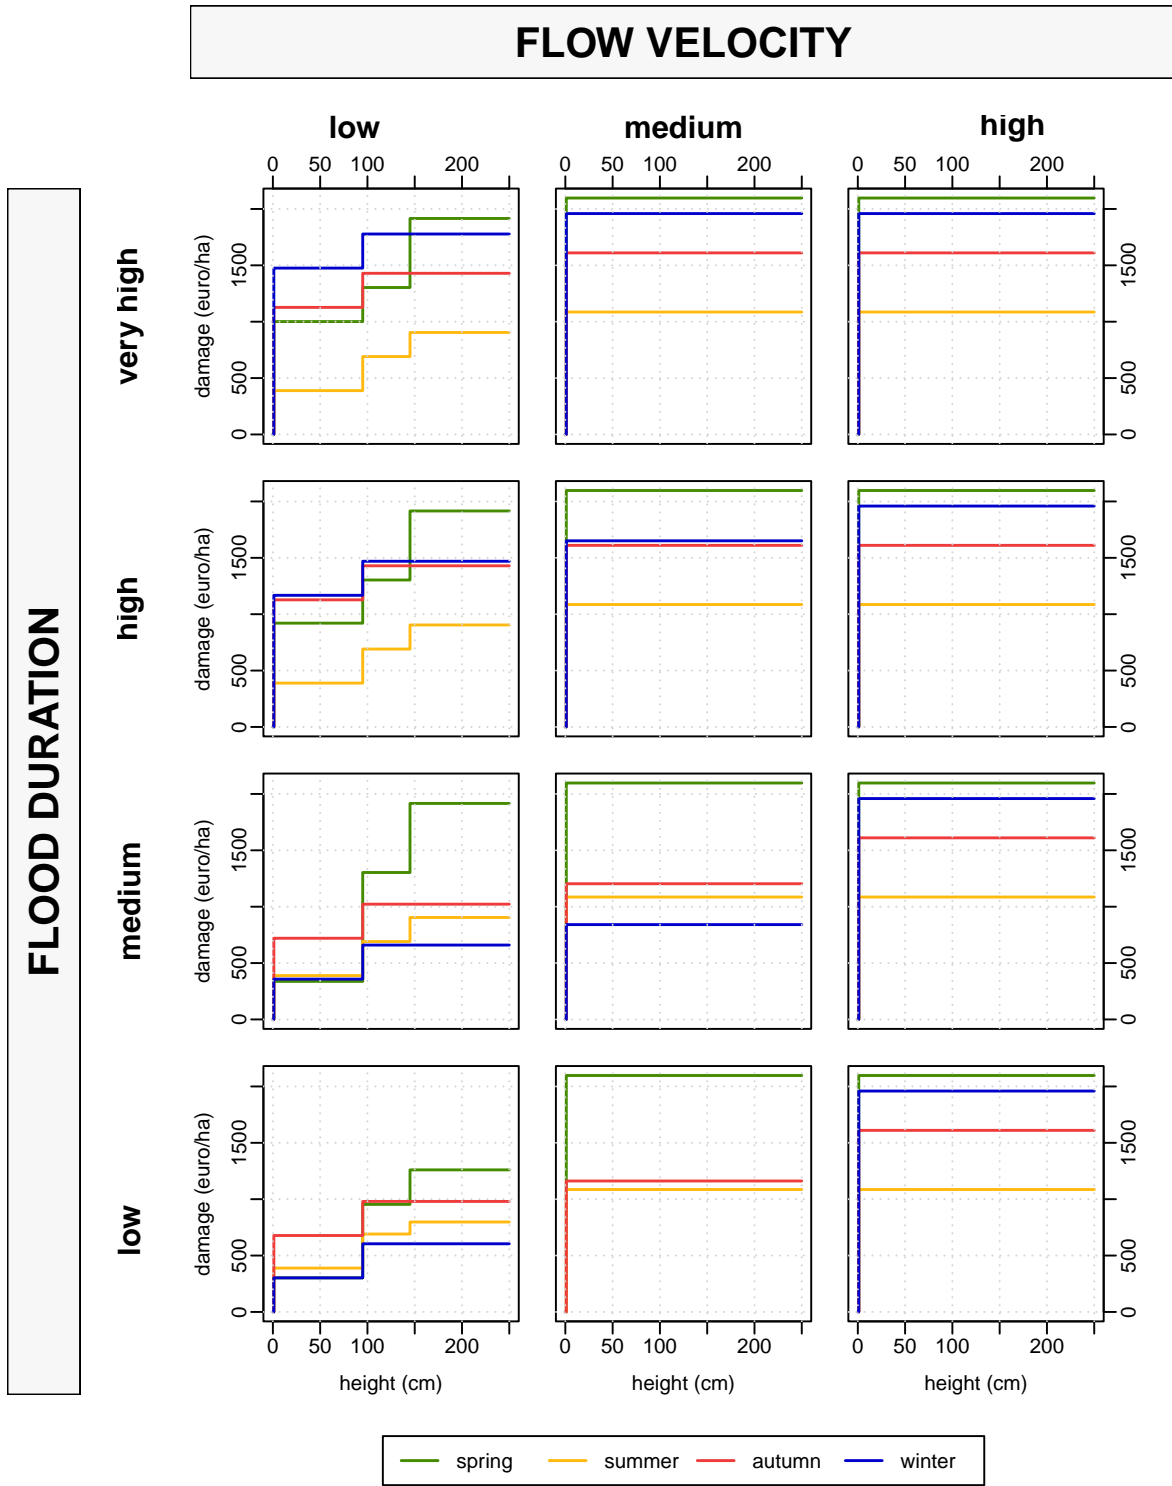 FLOW VELOCITY
low medium high
0 50 100 200 0 50 100 200 0 50 100 200
FLOOD DURATION
very high
damage (euro/ha)
0 500 1500
0 500 1500
high
damage (euro/ha)
0 500 1500
0 500 1500
medium
damage (euro/ha)
0 500 1500
0 500 1500
low
damage (euro/ha)
0 500 1500
0 500 1500
0 50 100 200 0 50 100 200 0 50 100 200
height (cm) height (cm) height (cm)
spring summer autumn winter